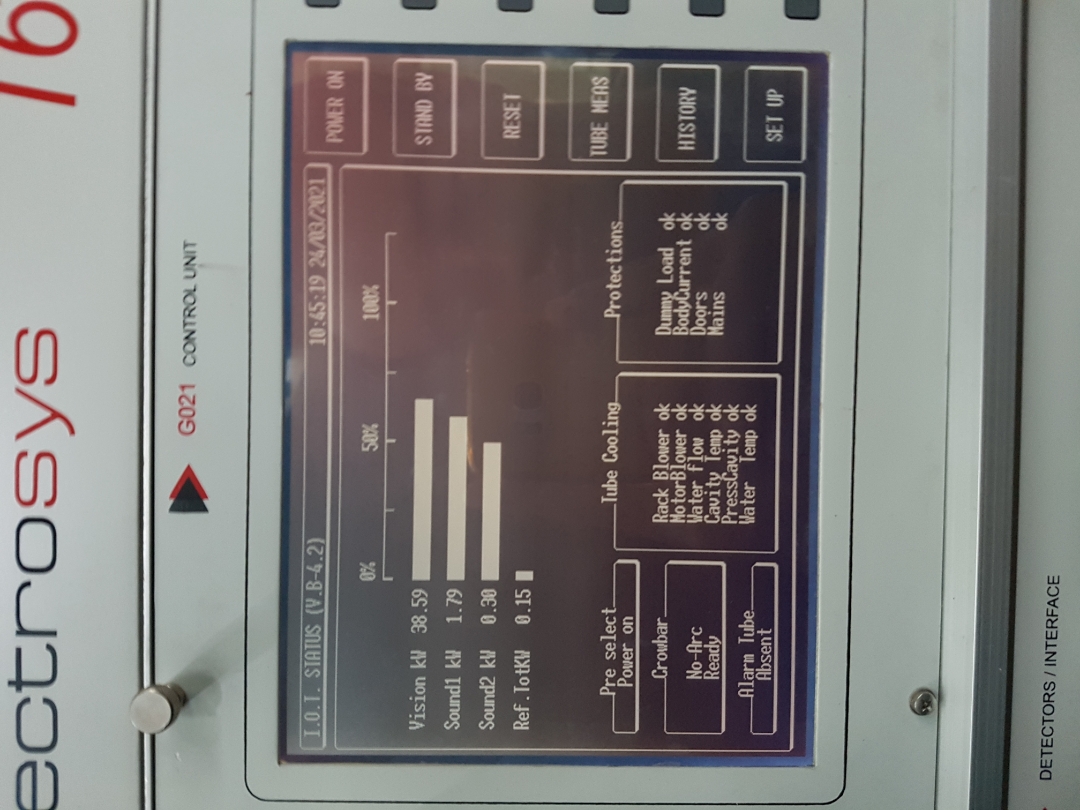 ectrosys
G021 CONTROL UNIT
I.O.T. STATUS (V.B-4.2) 10:45:19 24/03/2021
0% 50% 100%
Vision kW 38.59
Sound1 kW 1.79
Sound2 kW 0.30
Ref.TotKW 0.15
Pre select
Power on
Crowbar
No-Arc
Ready
Alarm Tube
Absent
Tube Cooling
Rack Blower ok
MotorBlower ok
Water flow ok
Cavity Temp ok
PressCavity ok
Water Temp ok
Protections
Dummy Load ok
BodyCurrent ok
Doors ok
Mains ok
POWER ON
STAND BY
RESET
TUBE MEAS
HISTORY
SET UP
DETECTORS / INTERFACE